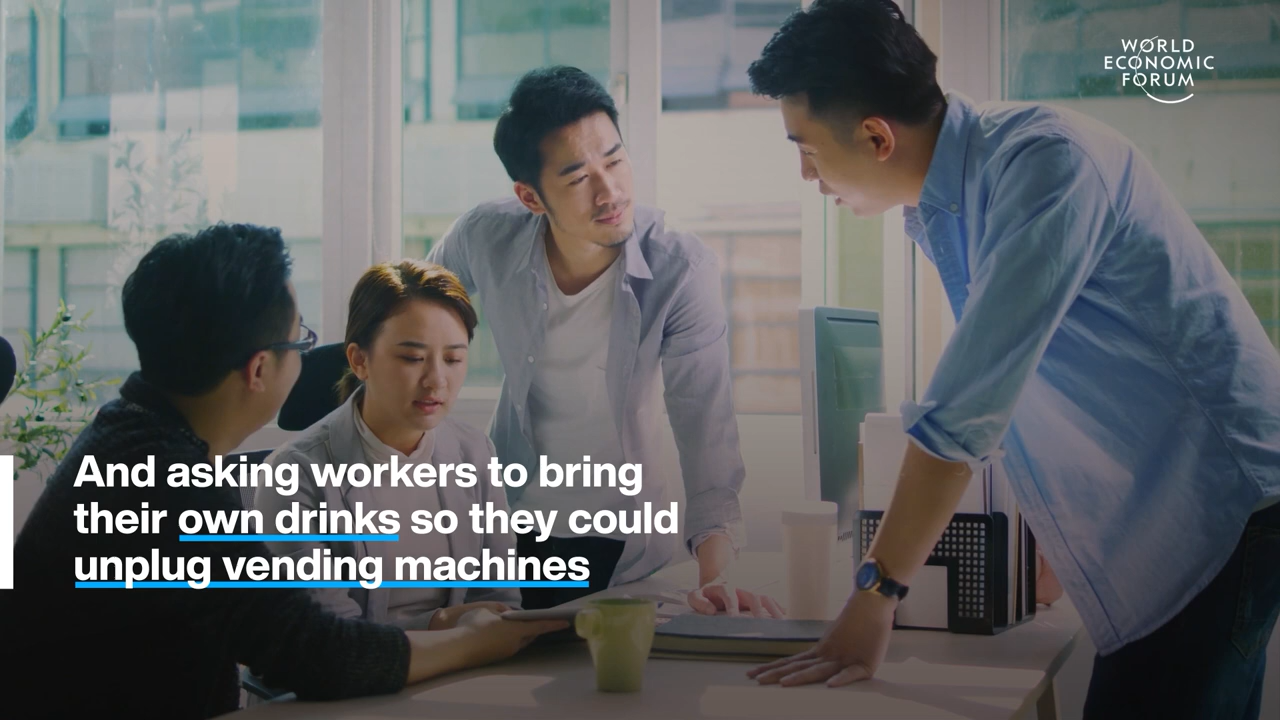 WORLD
ECONOMIC
FORUM
And asking workers to bring
their own drinks so they could
unplug vending machines